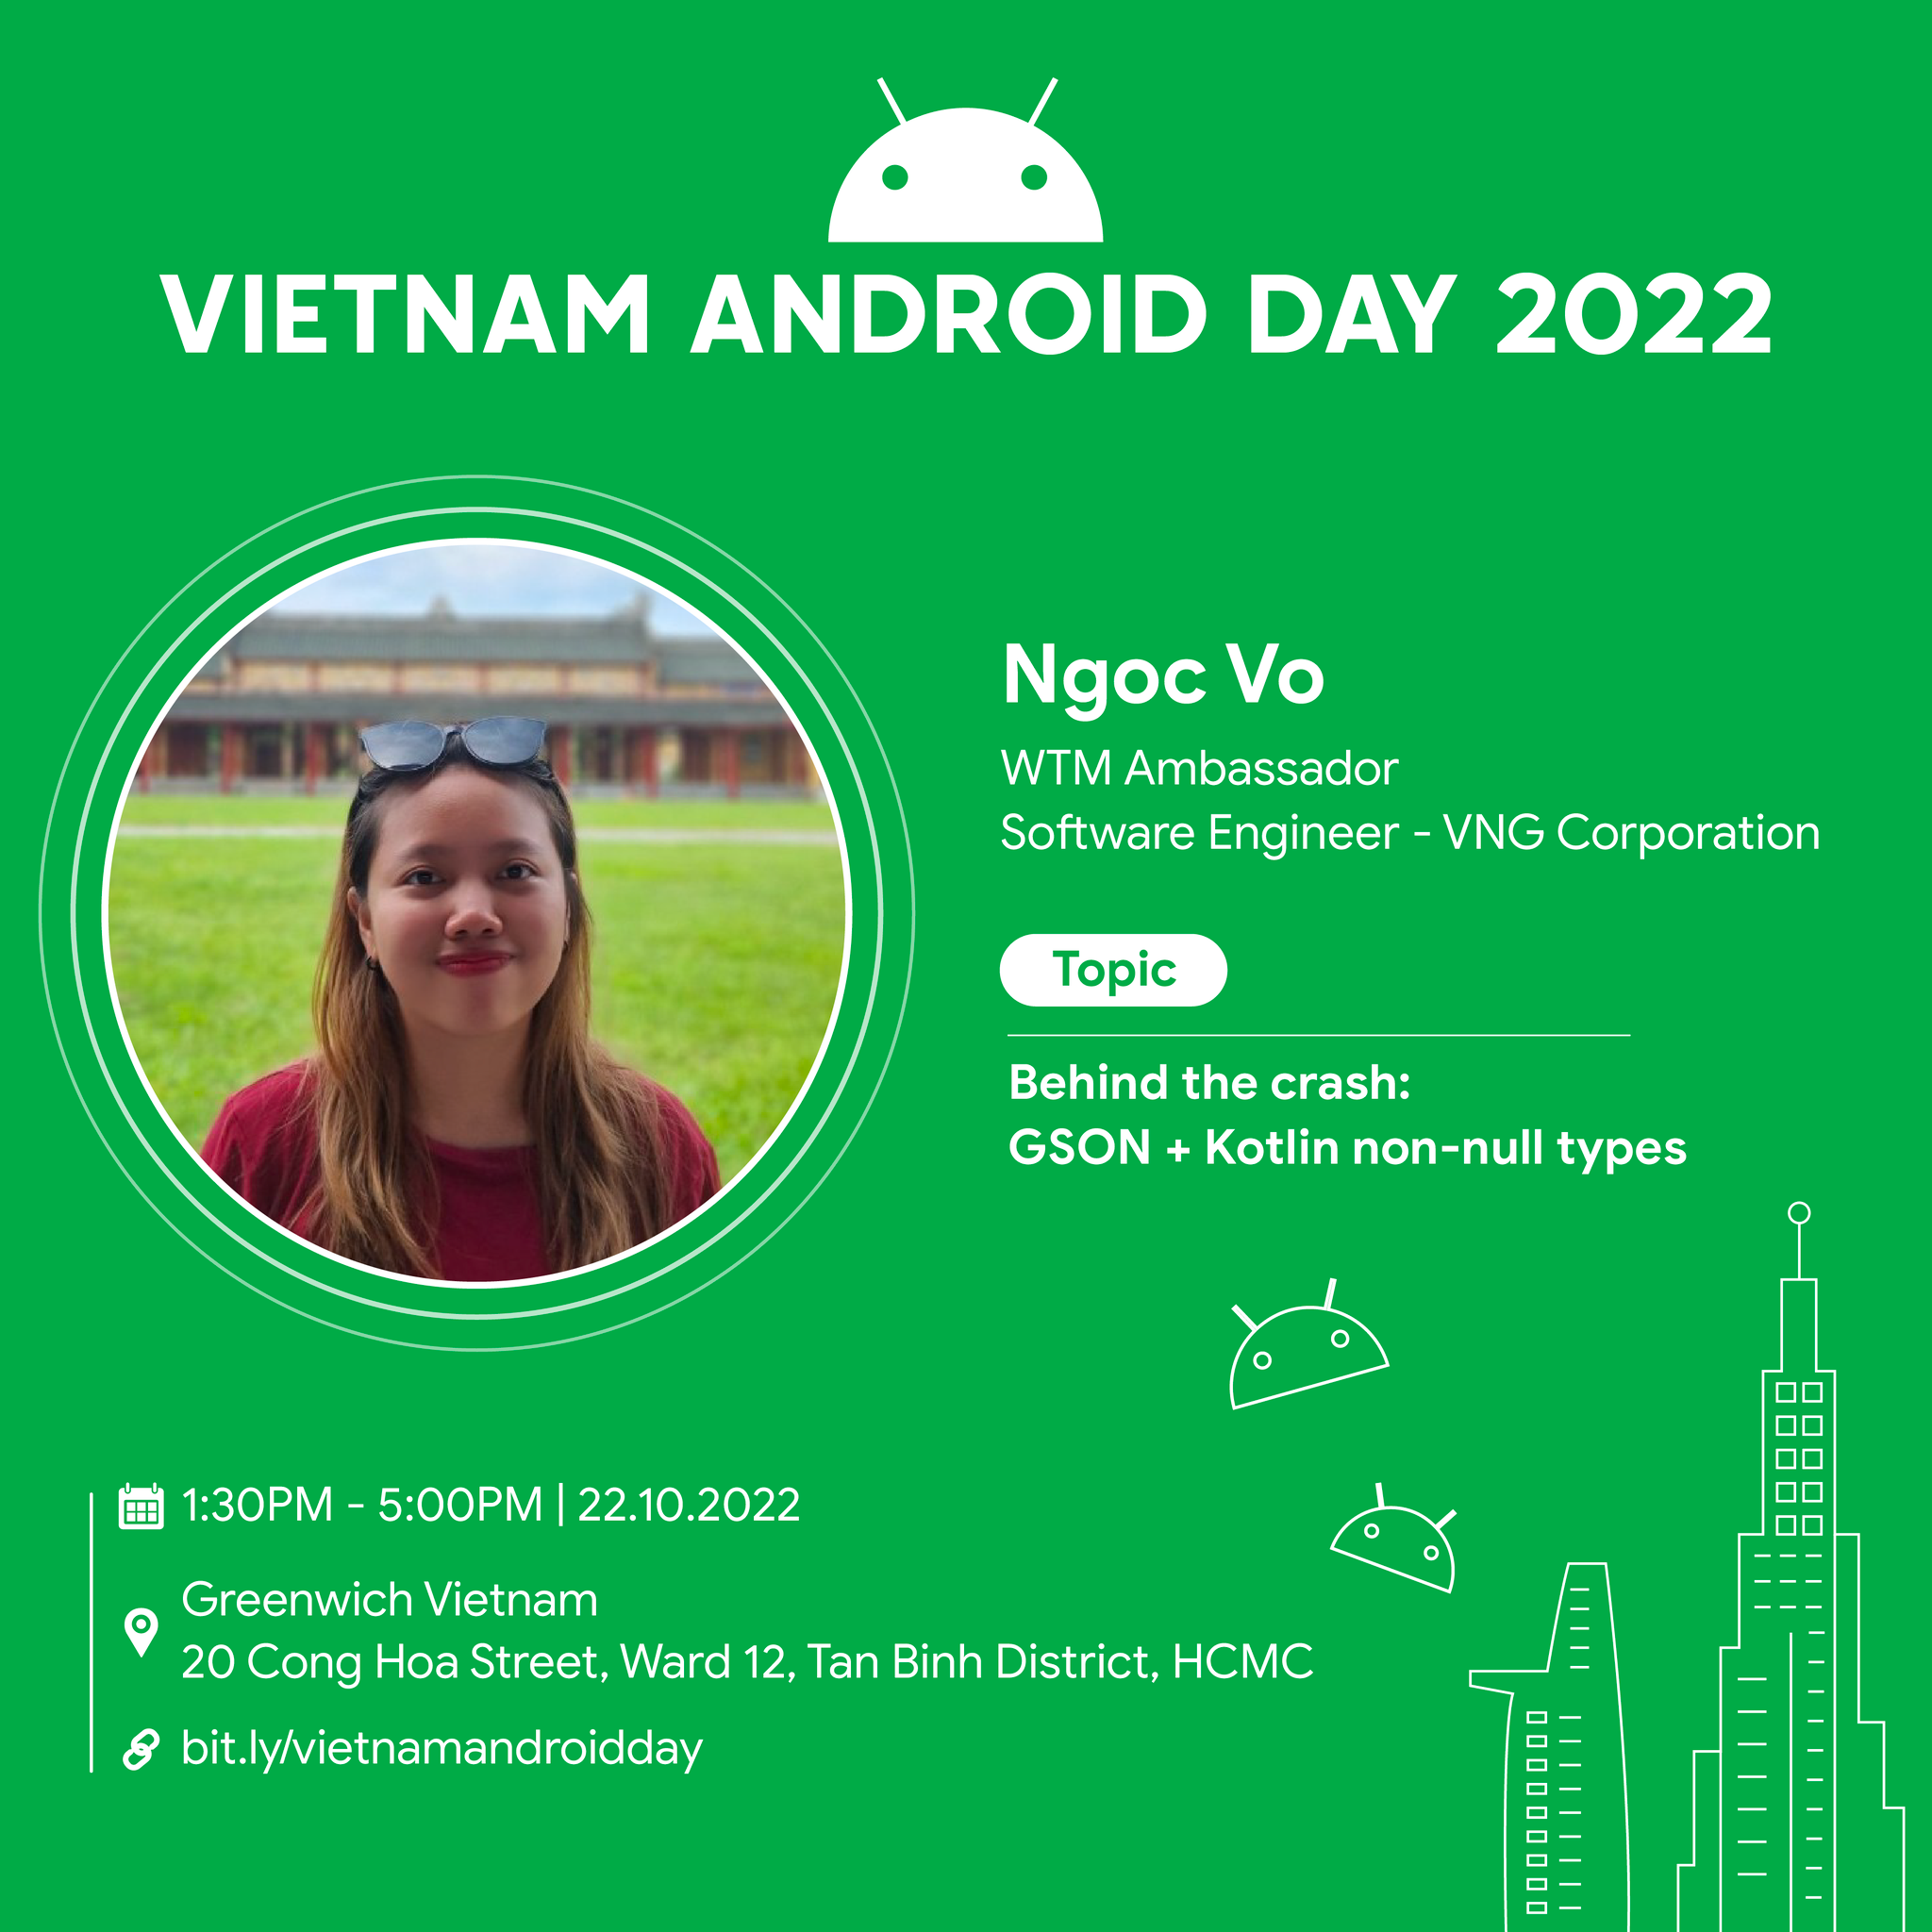 VIETNAM ANDROID DAY 2022
Ngoc Vo
WTM Ambassador
Software Engineer - VNG Corporation
Topic
Behind the crash:
GSON + Kotlin non-null types
1:30PM - 5:00PM | 22.10.2022
Greenwich Vietnam
20 Cong Hoa Street, Ward 12, Tan Binh District, HCMC
bit.ly/vietnamandroidday